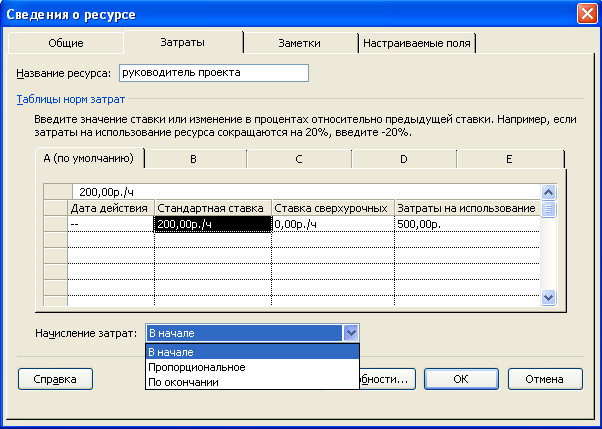 Сведения о ресурсе
Общие Затраты Заметки Настраиваемые поля
Название ресурса: руководитель проекта
Таблицы норм затрат
Введите значение ставки или изменение в процентах относительно предыдущей ставки. Например, если
затраты на использование ресурса сокращаются на 20%, введите -20%.
A (по умолчанию) B C D E
200,00р./ч
Дата действия Стандартная ставка Ставка сверхурочных Затраты на использование
-- 200,00р./ч 0,00р./ч 500,00р.
Начисление затрат: В начале
В начале
Пропорциональное
По окончании
Справка бности... ОК Отмена